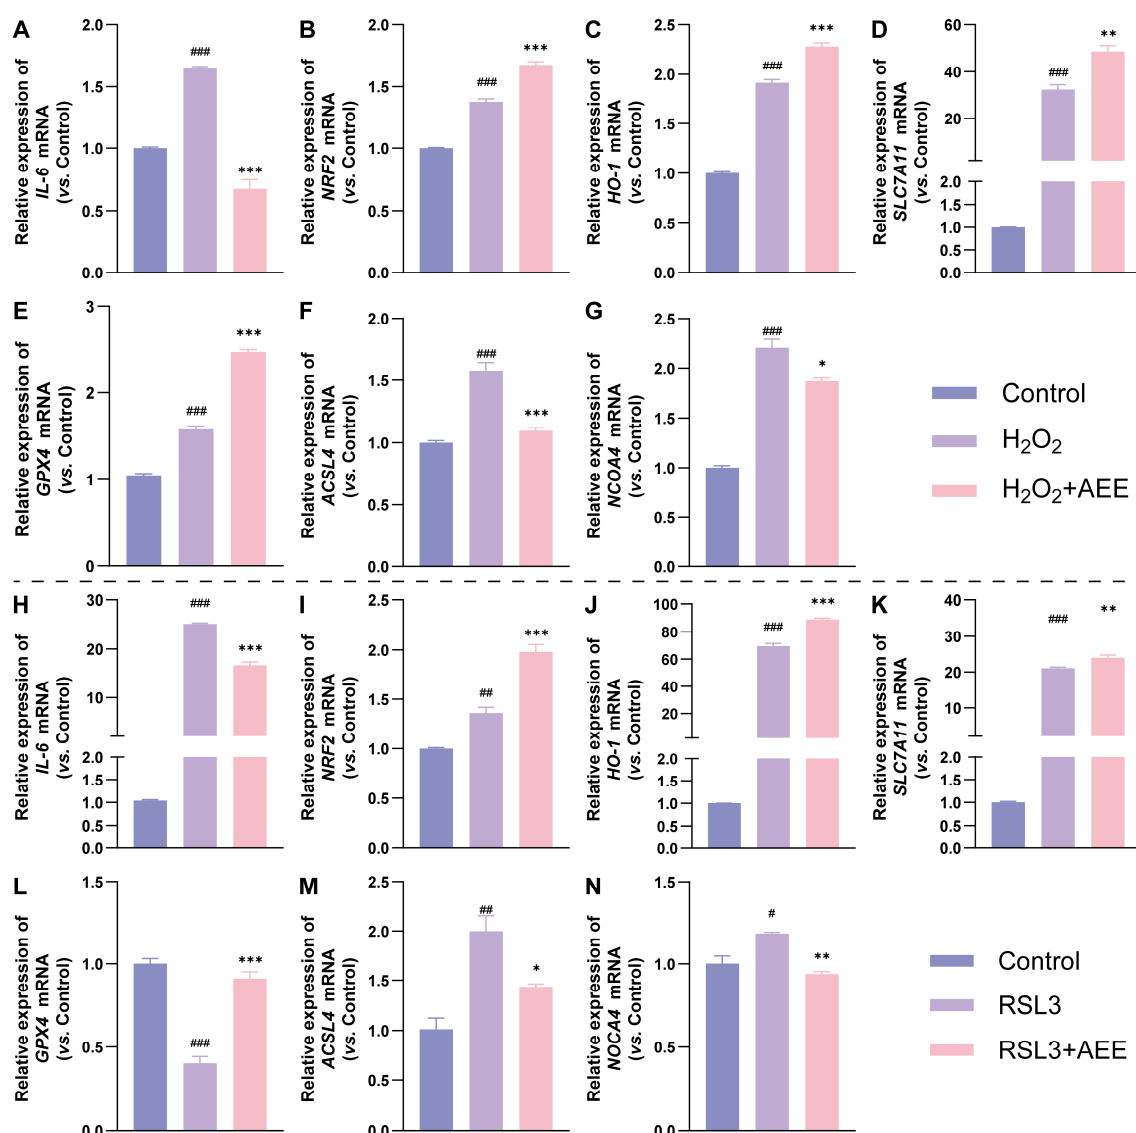 A
Relative expression of
IL-6 mRNA
(vs. Control)
2.0
1.5
1.0
0.5
0.0
###
***
B
Relative expression of
NRF2 mRNA
(vs. Control)
2.0
1.5
1.0
0.5
0.0
###
***
C
Relative expression of
HO-1 mRNA
(vs. Control)
2.5
2.0
1.5
1.0
0.5
0.0
###
***
D
Relative expression of
SLC7A11 mRNA
(vs. Control)
60
40
20
2.0
1.5
1.0
0.5
0.0
###
**
E
Relative expression of
GPX4 mRNA
(vs. Control)
3
2
1
0
###
***
F
Relative expression of
ACSL4 mRNA
(vs. Control)
2.0
1.5
1.0
0.5
0.0
###
***
G
Relative expression of
NCOA4 mRNA
(vs. Control)
2.5
2.0
1.5
1.0
0.5
0.0
###
*
Control
H2O2
H2O2+AEE
H
Relative expression of
IL-6 mRNA
(vs. Control)
30
20
10
2.0
1.5
1.0
0.5
0.0
###
***
I
Relative expression of
NRF2 mRNA
(vs. Control)
2.5
2.0
1.5
1.0
0.5
0.0
##
***
J
Relative expression of
HO-1 mRNA
(vs. Control)
100
80
60
40
20
2.0
1.5
1.0
0.5
0.0
###
***
K
Relative expression of
SLC7A11 mRNA
(vs. Control)
40
30
20
10
2.0
1.5
1.0
0.5
0.0
###
**
L
Relative expression of
GPX4 mRNA
(vs. Control)
1.5
1.0
0.5
0.0
###
***
M
Relative expression of
ACSL4 mRNA
(vs. Control)
2.5
2.0
1.5
1.0
0.5
0.0
##
*
N
Relative expression of
NOCA4 mRNA
(vs. Control)
1.5
1.0
0.5
0.0
#
**
Control
RSL3
RSL3+AEE